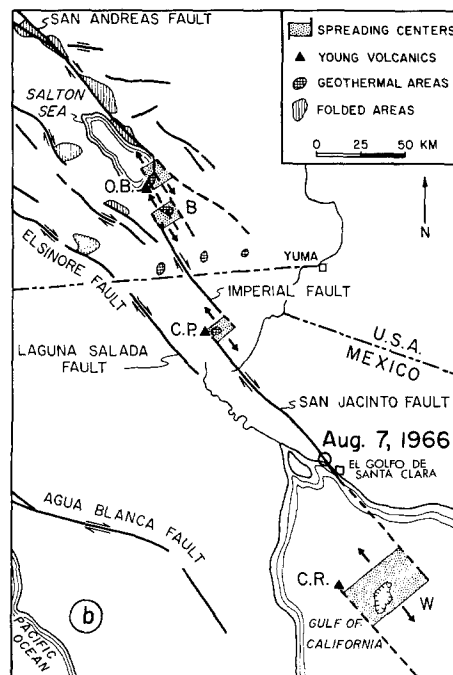 SAN ANDREAS FAULT
SPREADING CENTERS
YOUNG VOLCANICS
GEOTHERMAL AREAS
FOLDED AREAS
0 25 50 KM
N
SALTON
SEA
O.B.
B
ELSINORE FAULT
YUMA
IMPERIAL FAULT
C.P.
U.S.A.
MEXICO
LAGUNA SALADA
FAULT
SAN JACINTO FAULT
Aug. 7, 1966
EL GOLFO DE
SANTA CLARA
AGUA BLANCA
FAULT
C.R.
W
GULF OF
CALIFORNIA
b
PACIFIC
OCEAN